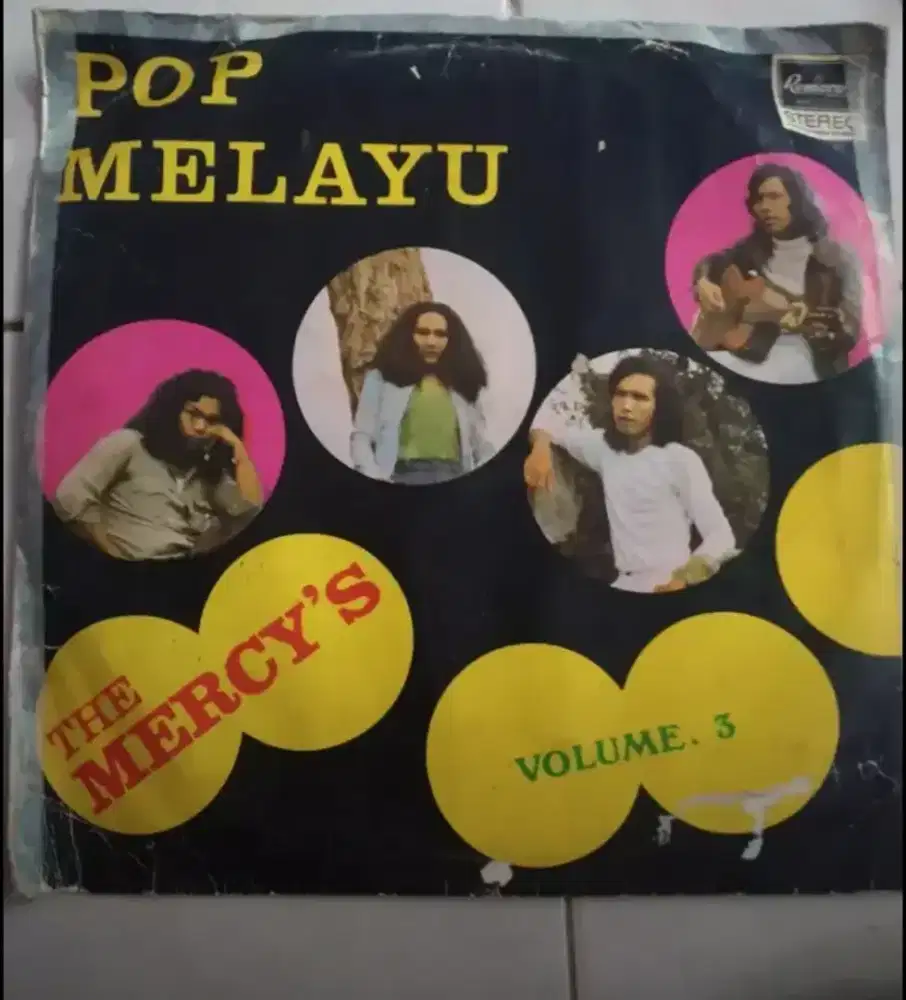 POP
MELAYU
Remaco
STEREO
THE
MERCY'S
VOLUME. 3